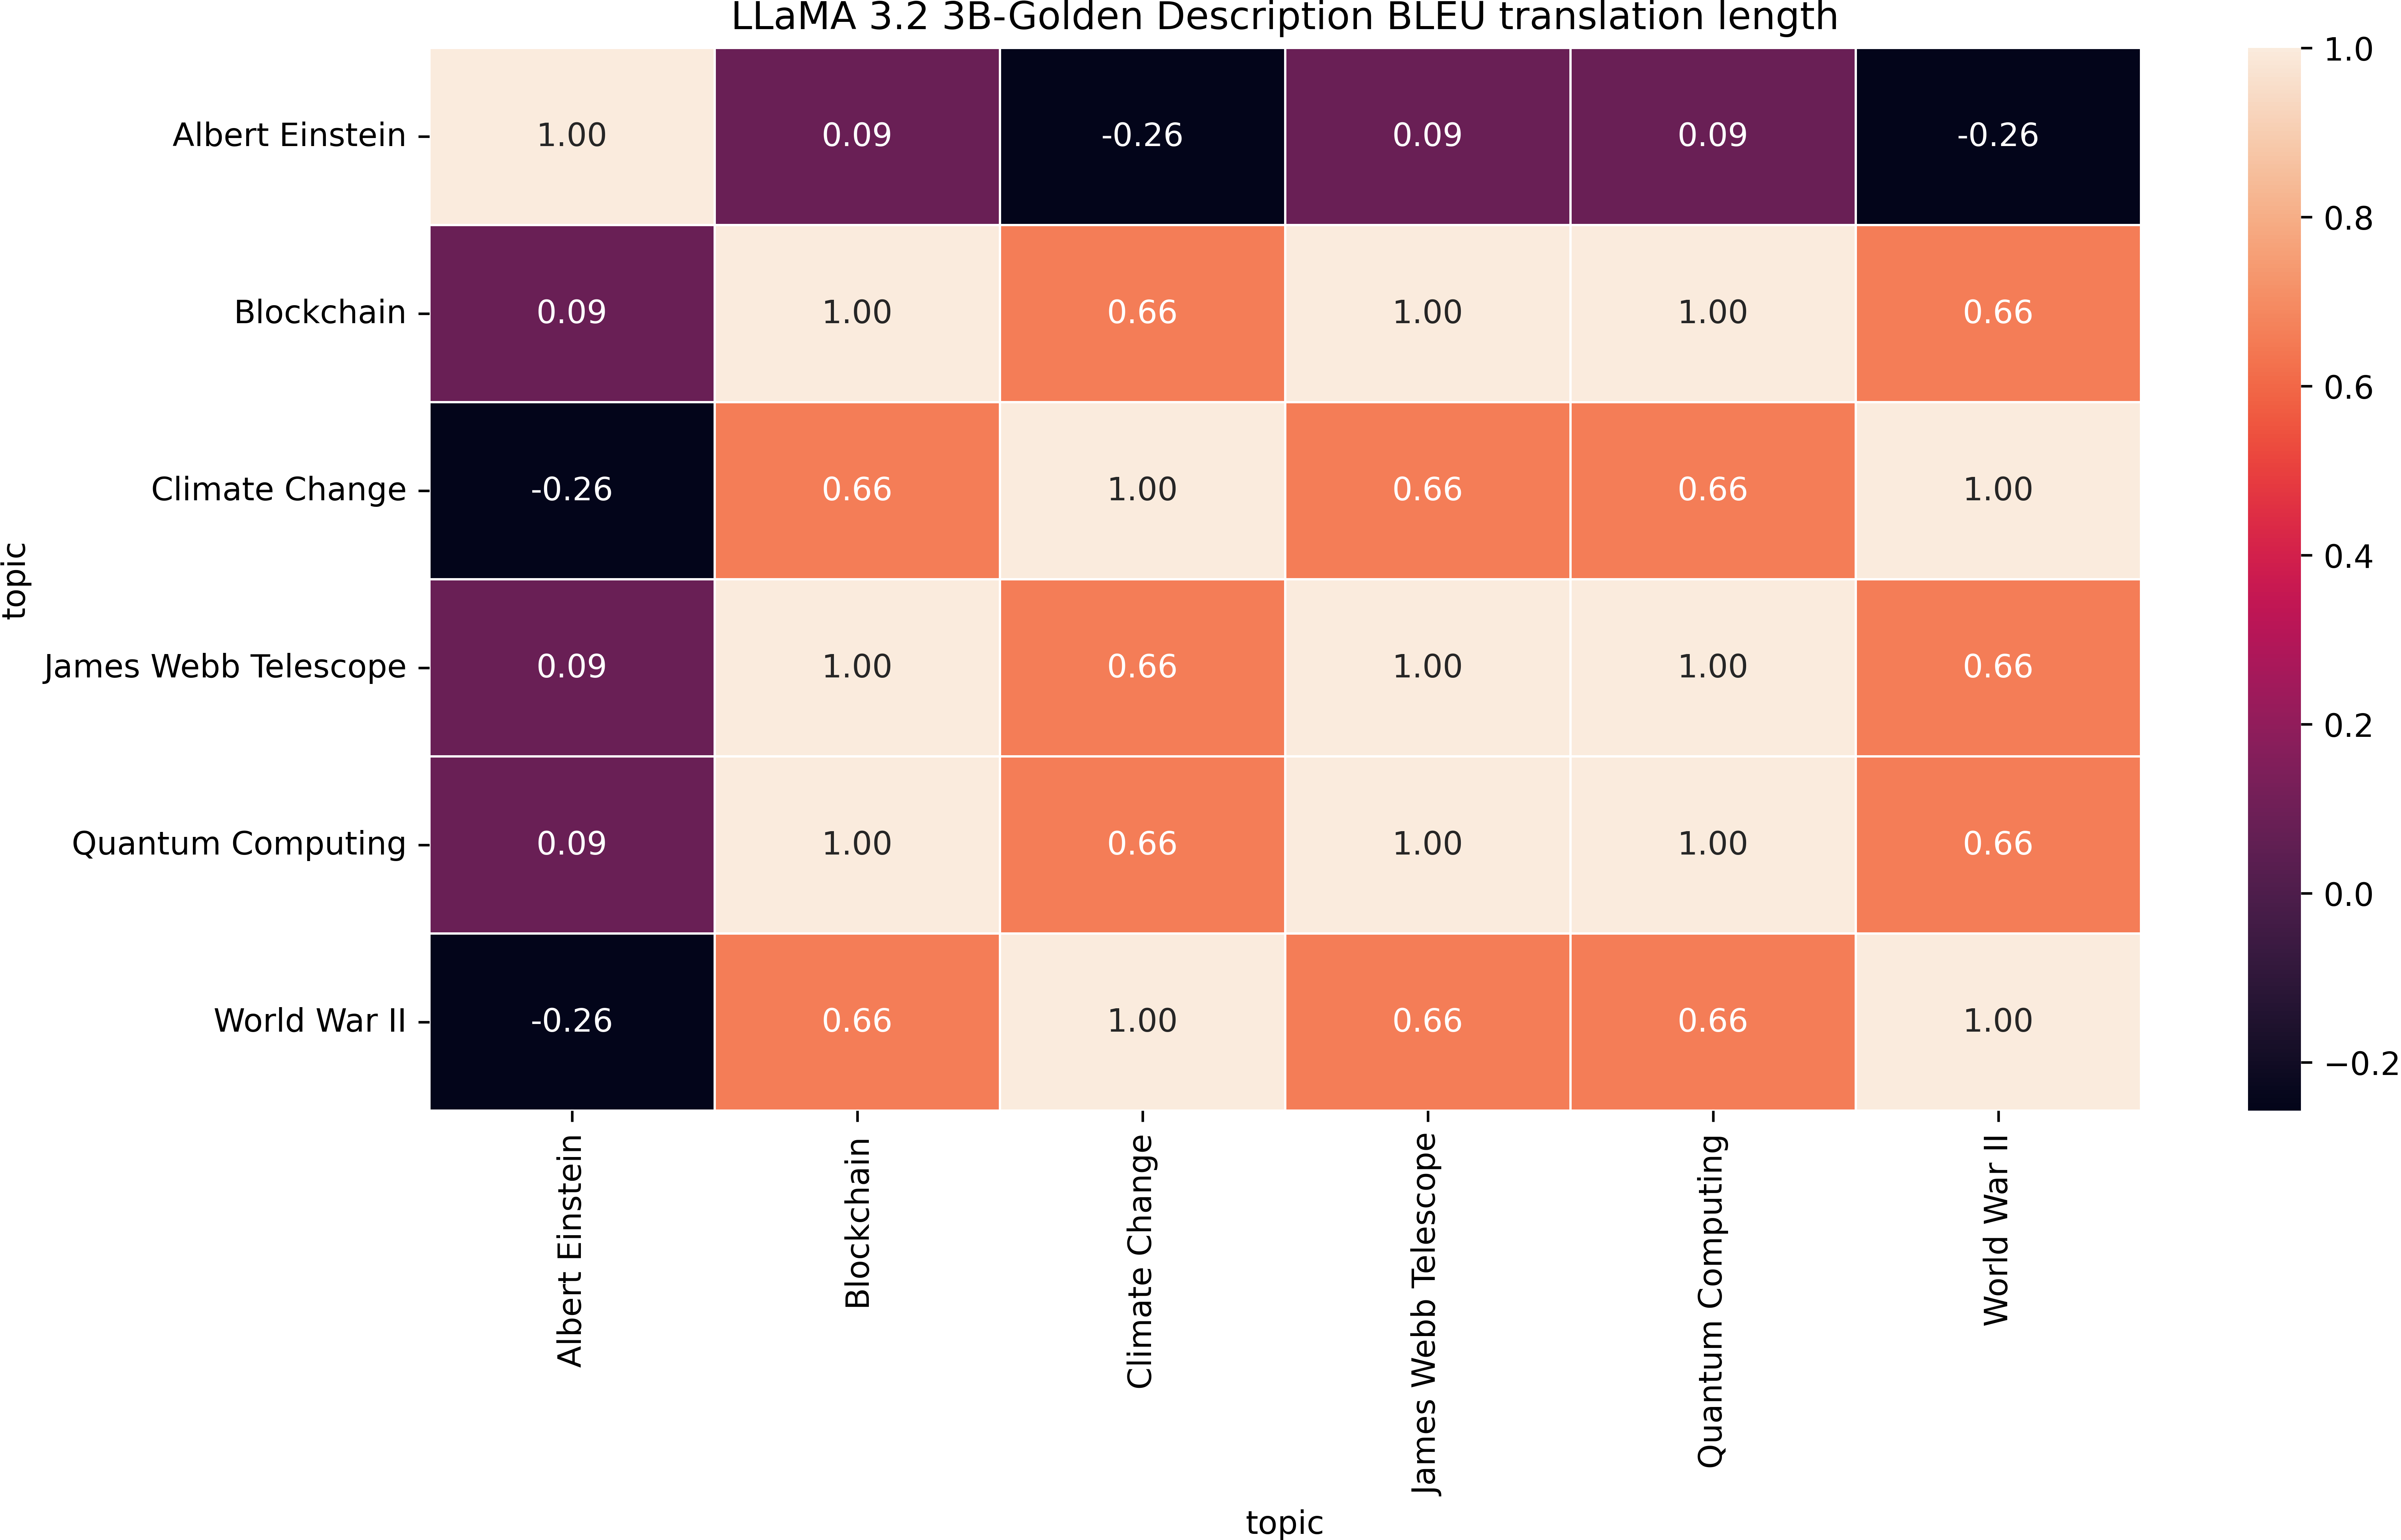 LLaMA 3.2 3B-Golden Description BLEU translation length
Albert Einstein 1.00 0.09 -0.26 0.09 0.09 -0.26
Blockchain 0.09 1.00 0.66 1.00 1.00 0.66
Climate Change -0.26 0.66 1.00 0.66 0.66 1.00
James Webb Telescope 0.09 1.00 0.66 1.00 1.00 0.66
Quantum Computing 0.09 1.00 0.66 1.00 1.00 0.66
World War II -0.26 0.66 1.00 0.66 0.66 1.00
topic
Albert Einstein
Blockchain
Climate Change
James Webb Telescope
Quantum Computing
World War II
topic
1.0
0.8
0.6
0.4
0.2
0.0
−0.2